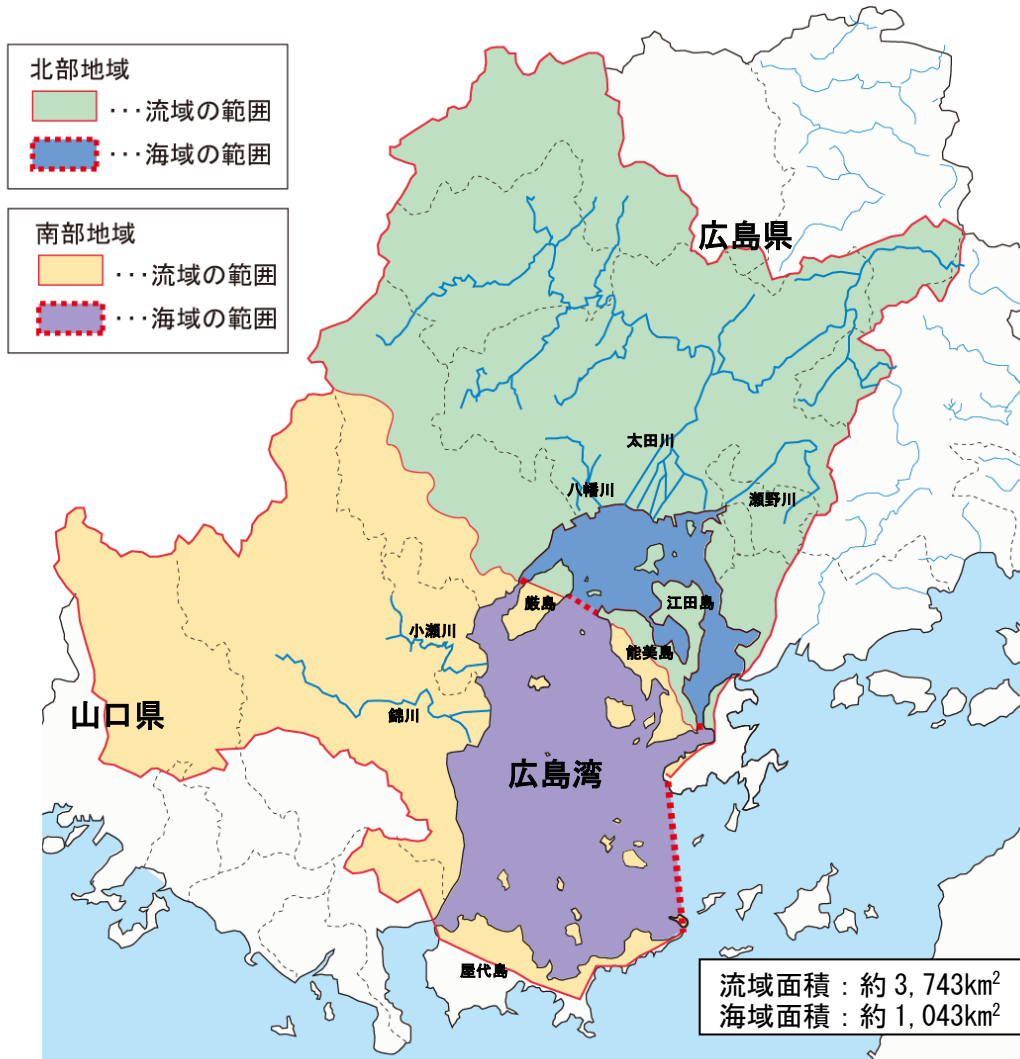 北部地域
・・・流域の範囲
・・・海域の範囲
南部地域
・・・流域の範囲
・・・海域の範囲
広島県
太田川
八幡川
瀬野川
厳島
江田島
小瀬川
能美島
錦川
山口県
広島湾
屋代島
流域面積：約3,743km²
海域面積：約1,043km²